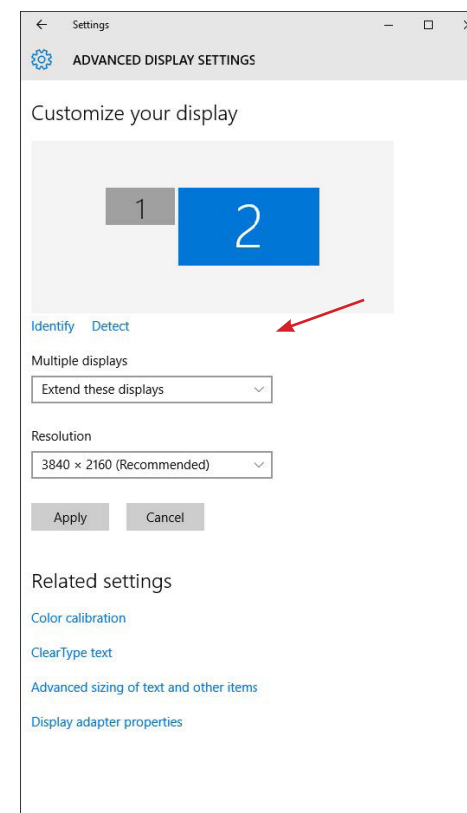 Settings
ADVANCED DISPLAY SETTINGS
Customize your display
1
2
Identify Detect
Multiple displays
Extend these displays
Resolution
3840 × 2160 (Recommended)
Apply Cancel
Related settings
Color calibration
ClearType text
Advanced sizing of text and other items
Display adapter properties